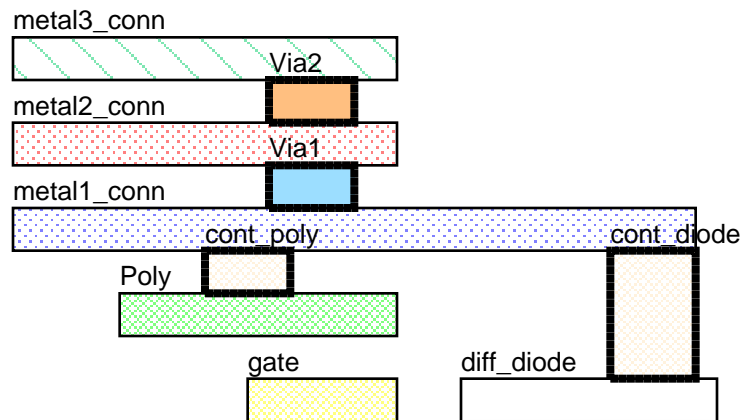 metal3_conn
Via2
metal2_conn
Via1
metal1_conn
cont_poly
cont_diode
Poly
gate
diff_diode